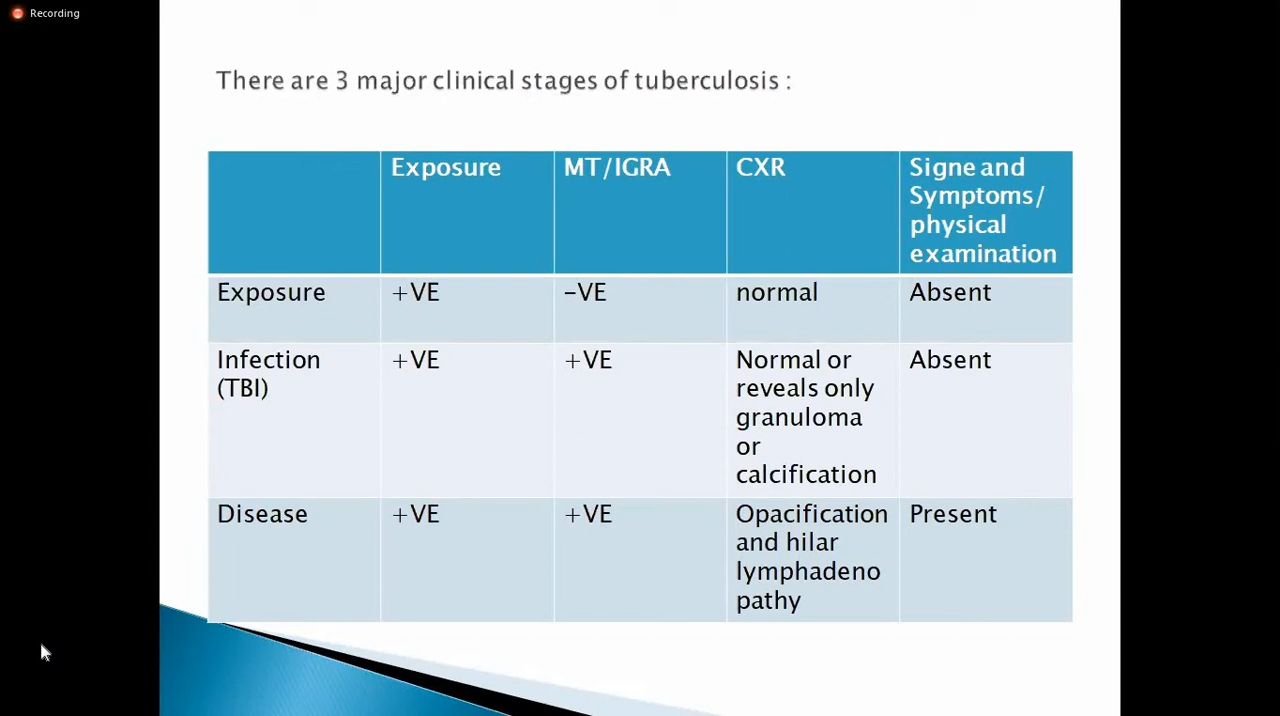 Recording
There are 3 major clinical stages of tuberculosis :
Exposure
MT/IGRA
CXR
Signe and
Symptoms/
physical
examination
Exposure
+VE
-VE
normal
Absent
Infection
(TBI)
+VE
+VE
Normal or
reveals only
granuloma
or
calcification
Absent
Disease
+VE
+VE
Opacification
and hilar
lymphadeno
pathy
Present